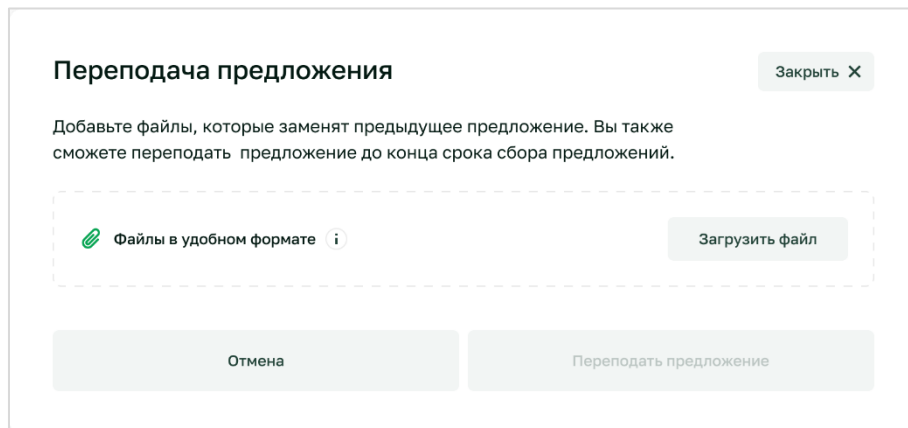 Переподача предложения
Закрыть
Добавьте файлы, которые заменят предыдущее предложение. Вы также
сможете переподать предложение до конца срока сбора предложений.
Файлы в удобном формате i
Загрузить файл
Отмена
Переподать предложение